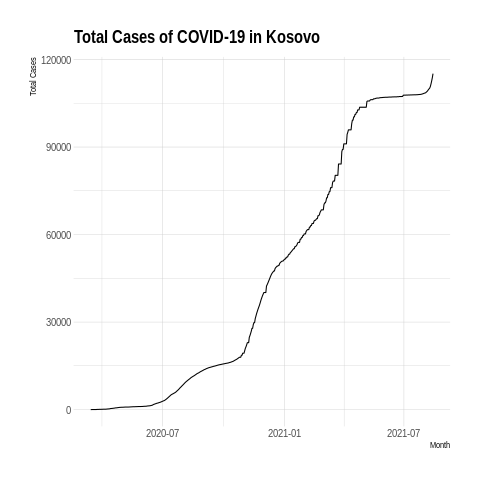 Total Cases of COVID-19 in Kosovo
Total Cases
120000
90000
60000
30000
0
2020-07 2021-01 2021-07
Month